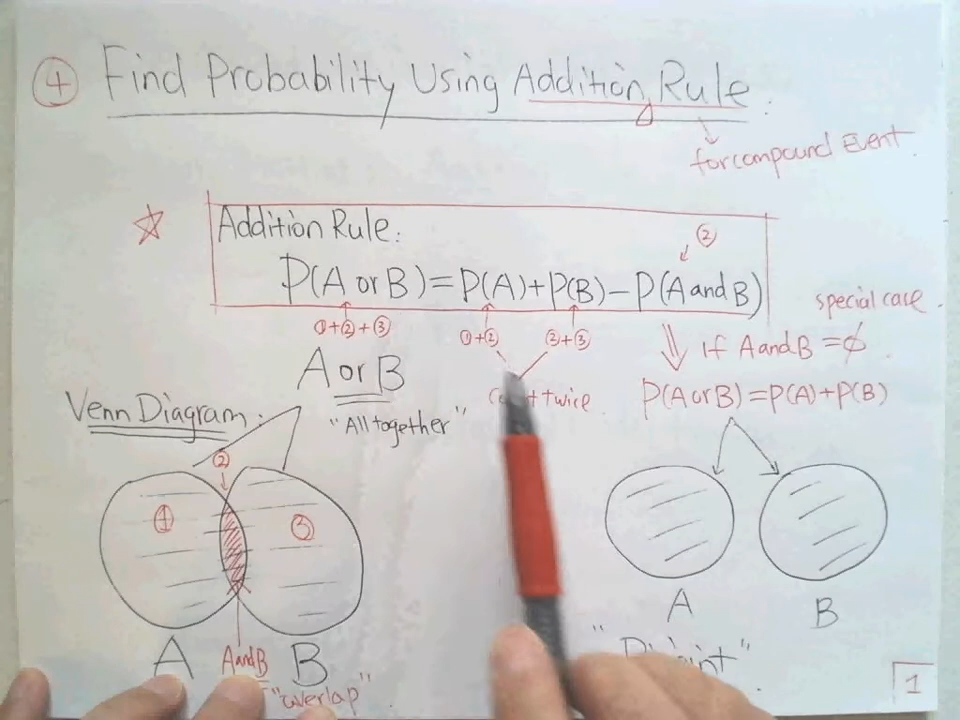 ④ Find Probability Using Addition Rule.
for compound Event.
☆ Addition Rule:
②
P(A or B) = P(A) + P(B) − P(A and B)
①+②+③ ①+② ②+③
special case.
If A and B = ϕ.
A or B
"All together"
twice
P(A or B) = P(A) + P(B)
Venn Diagram:
②
① ③
A A and B B
"overlap"
A B
1